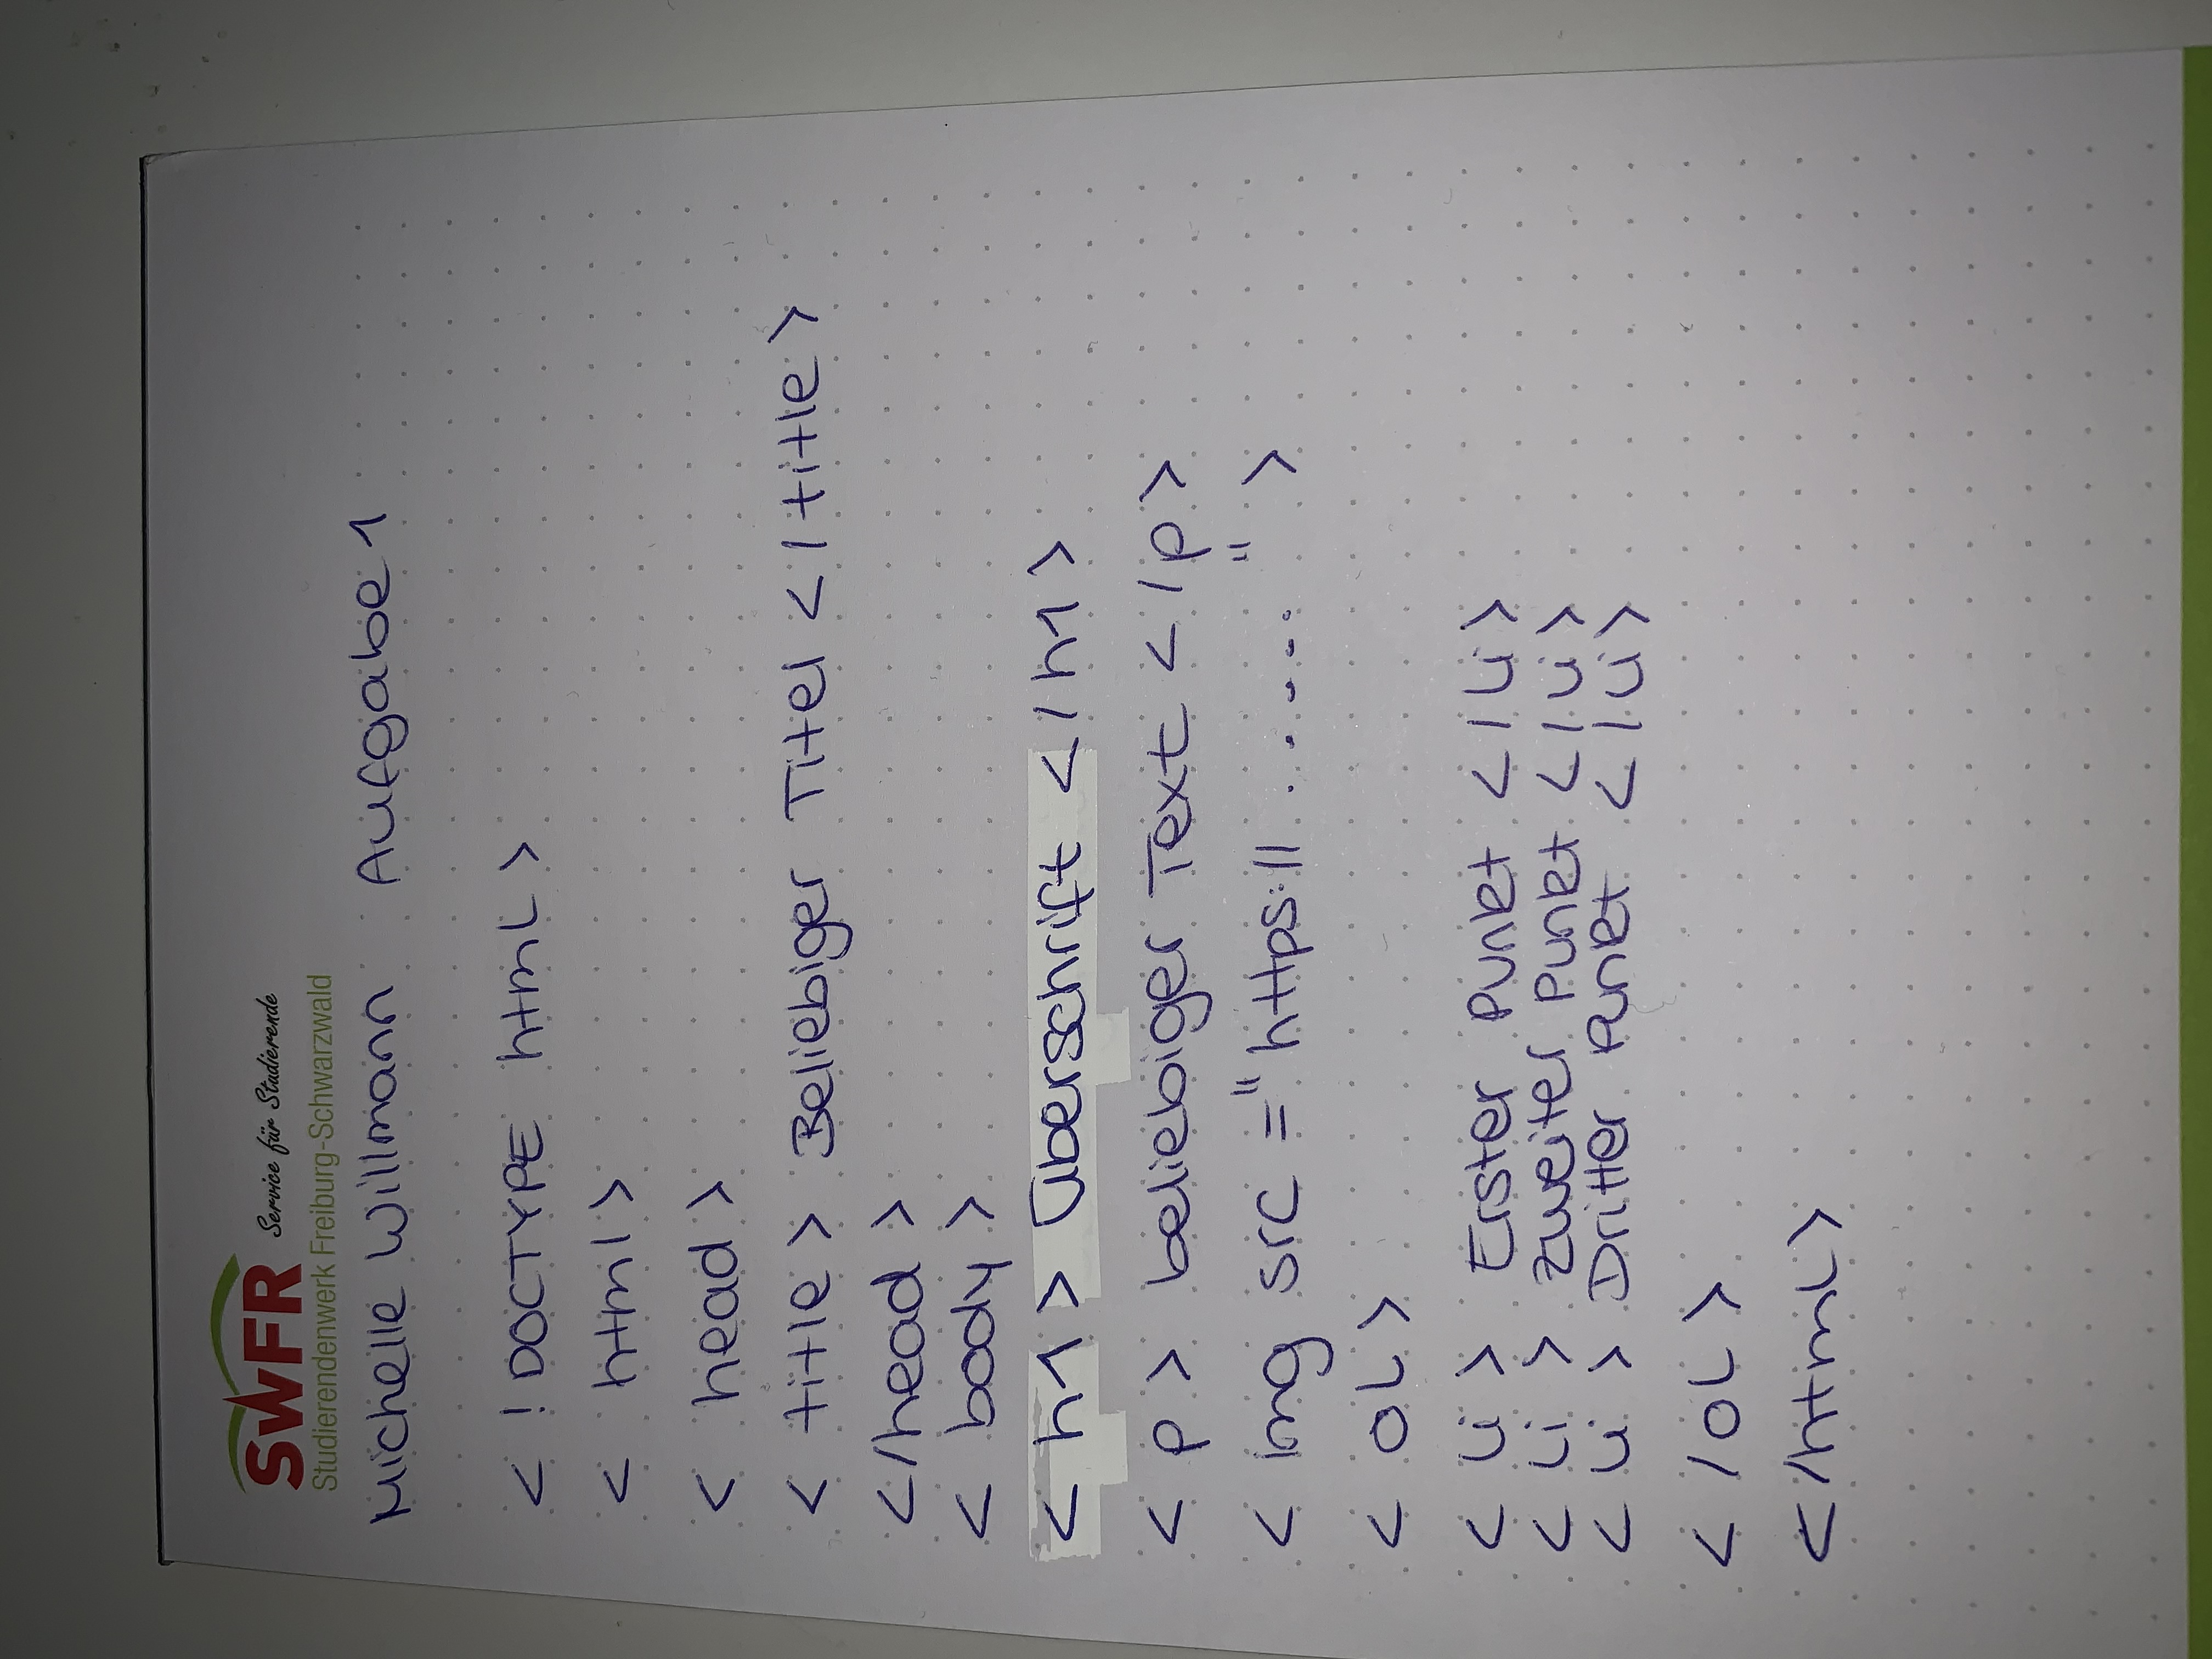 SWFR Service für Studierende
Studierendenwerk Freiburg-Schwarzwald
Michelle Willmann Aufgabe 1
< !DOCTYPE html>
< html>
< head>
< title> Beliebiger Titel </title>
</head>
< body>
< h1> Überschrift </h1>
< p> beliebiger Text </p>
< img src ="https:// ......" >
< ol>
< li> Erster Punkt </li>
< li> zweiter Punkt </li>
< li> Dritter Punkt </li>
</ol>
</html>